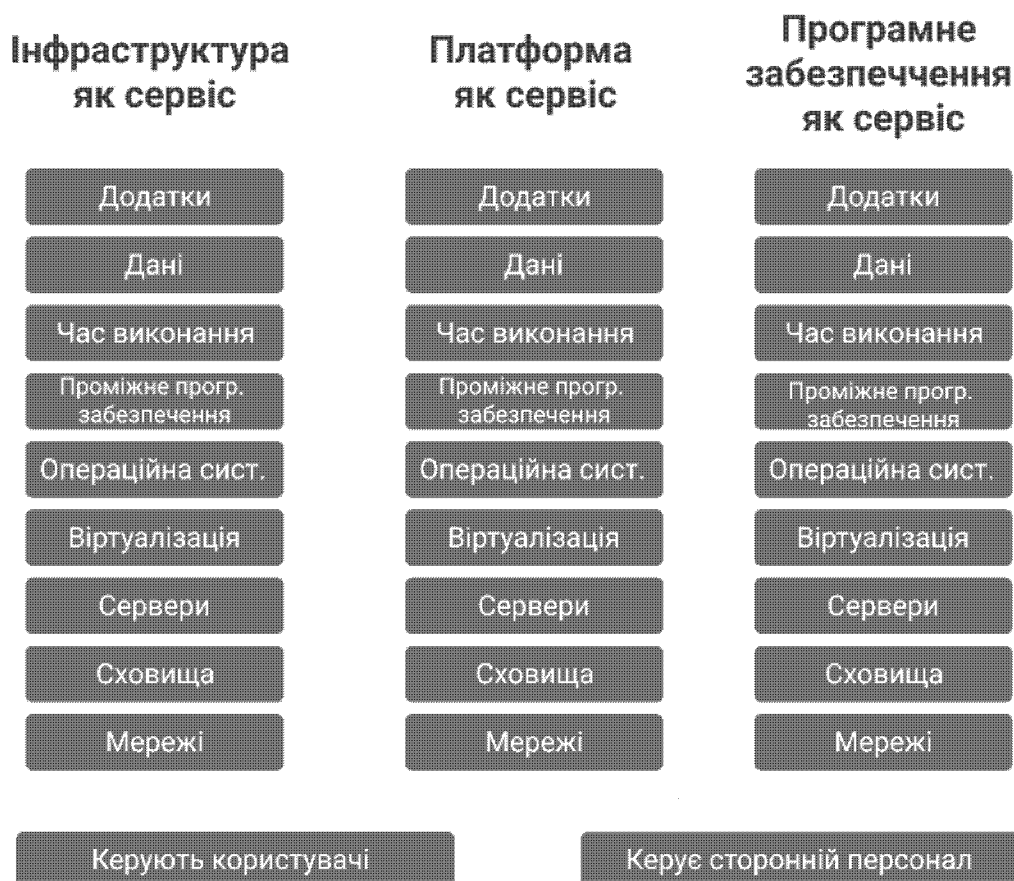 Інфраструктура
як сервіс
Платформа
як сервіс
Програмне
забезпеччення
як сервіс
Додатки
Додатки
Додатки
Дані
Дані
Дані
Час виконання
Час виконання
Час виконання
Проміжне прогр.
забезпечення
Проміжне прогр.
забезпечення
Проміжне прогр.
забезпечення
Операційна сист.
Операційна сист.
Операційна сист.
Віртуалізація
Віртуалізація
Віртуалізація
Сервери
Сервери
Сервери
Сховища
Сховища
Сховища
Мережі
Мережі
Мережі
Керують користувачі
Керує сторонній персонал